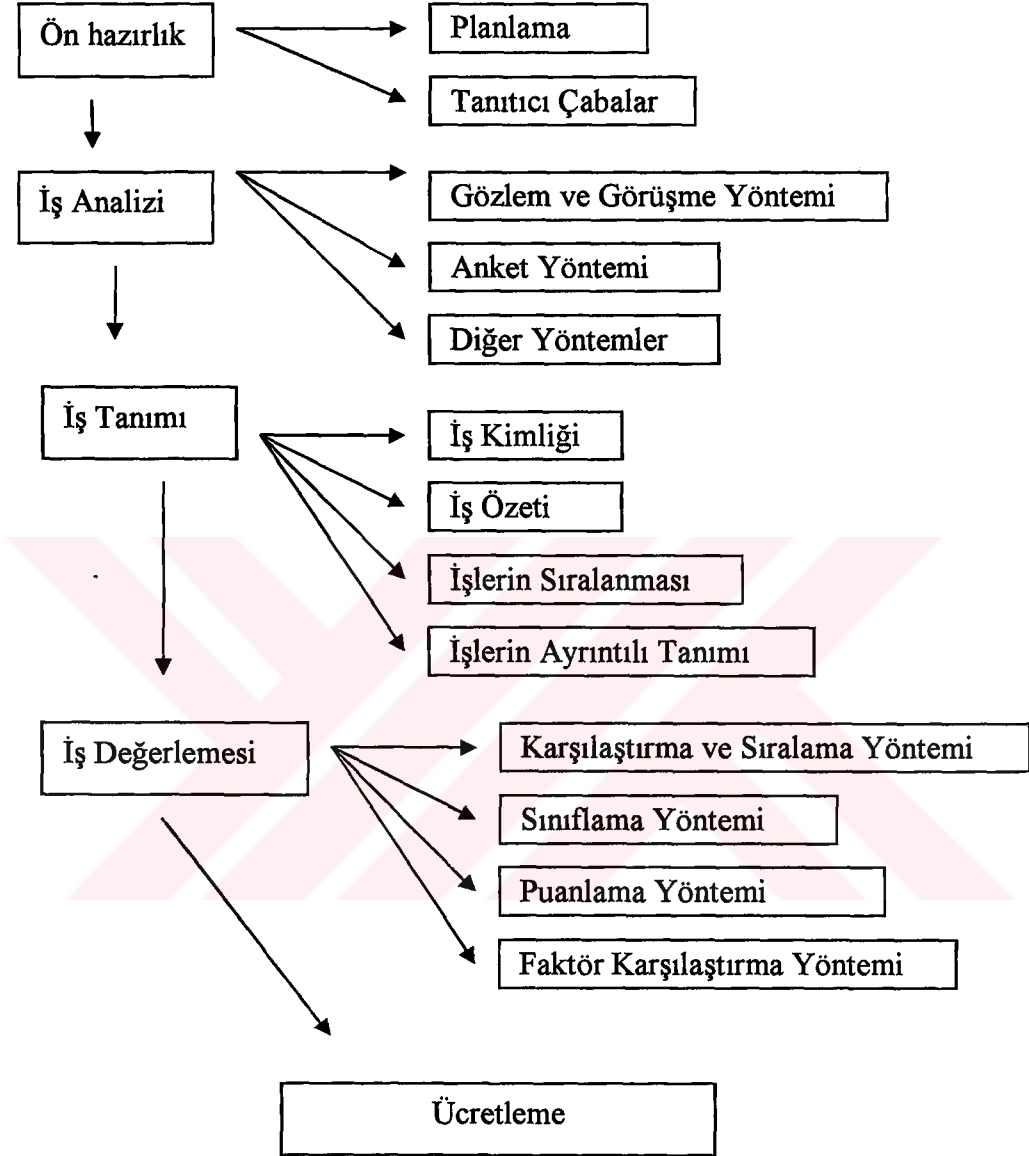 Ön hazırlık
Planlama
Tanıtıcı Çabalar
İş Analizi
Gözlem ve Görüşme Yöntemi
Anket Yöntemi
Diğer Yöntemler
İş Tanımı
İş Kimliği
İş Özeti
İşlerin Sıralanması
İşlerin Ayrıntılı Tanımı
İş Değerlemesi
Karşılaştırma ve Sıralama Yöntemi
Sınıflama Yöntemi
Puanlama Yöntemi
Faktör Karşılaştırma Yöntemi
Ücretleme